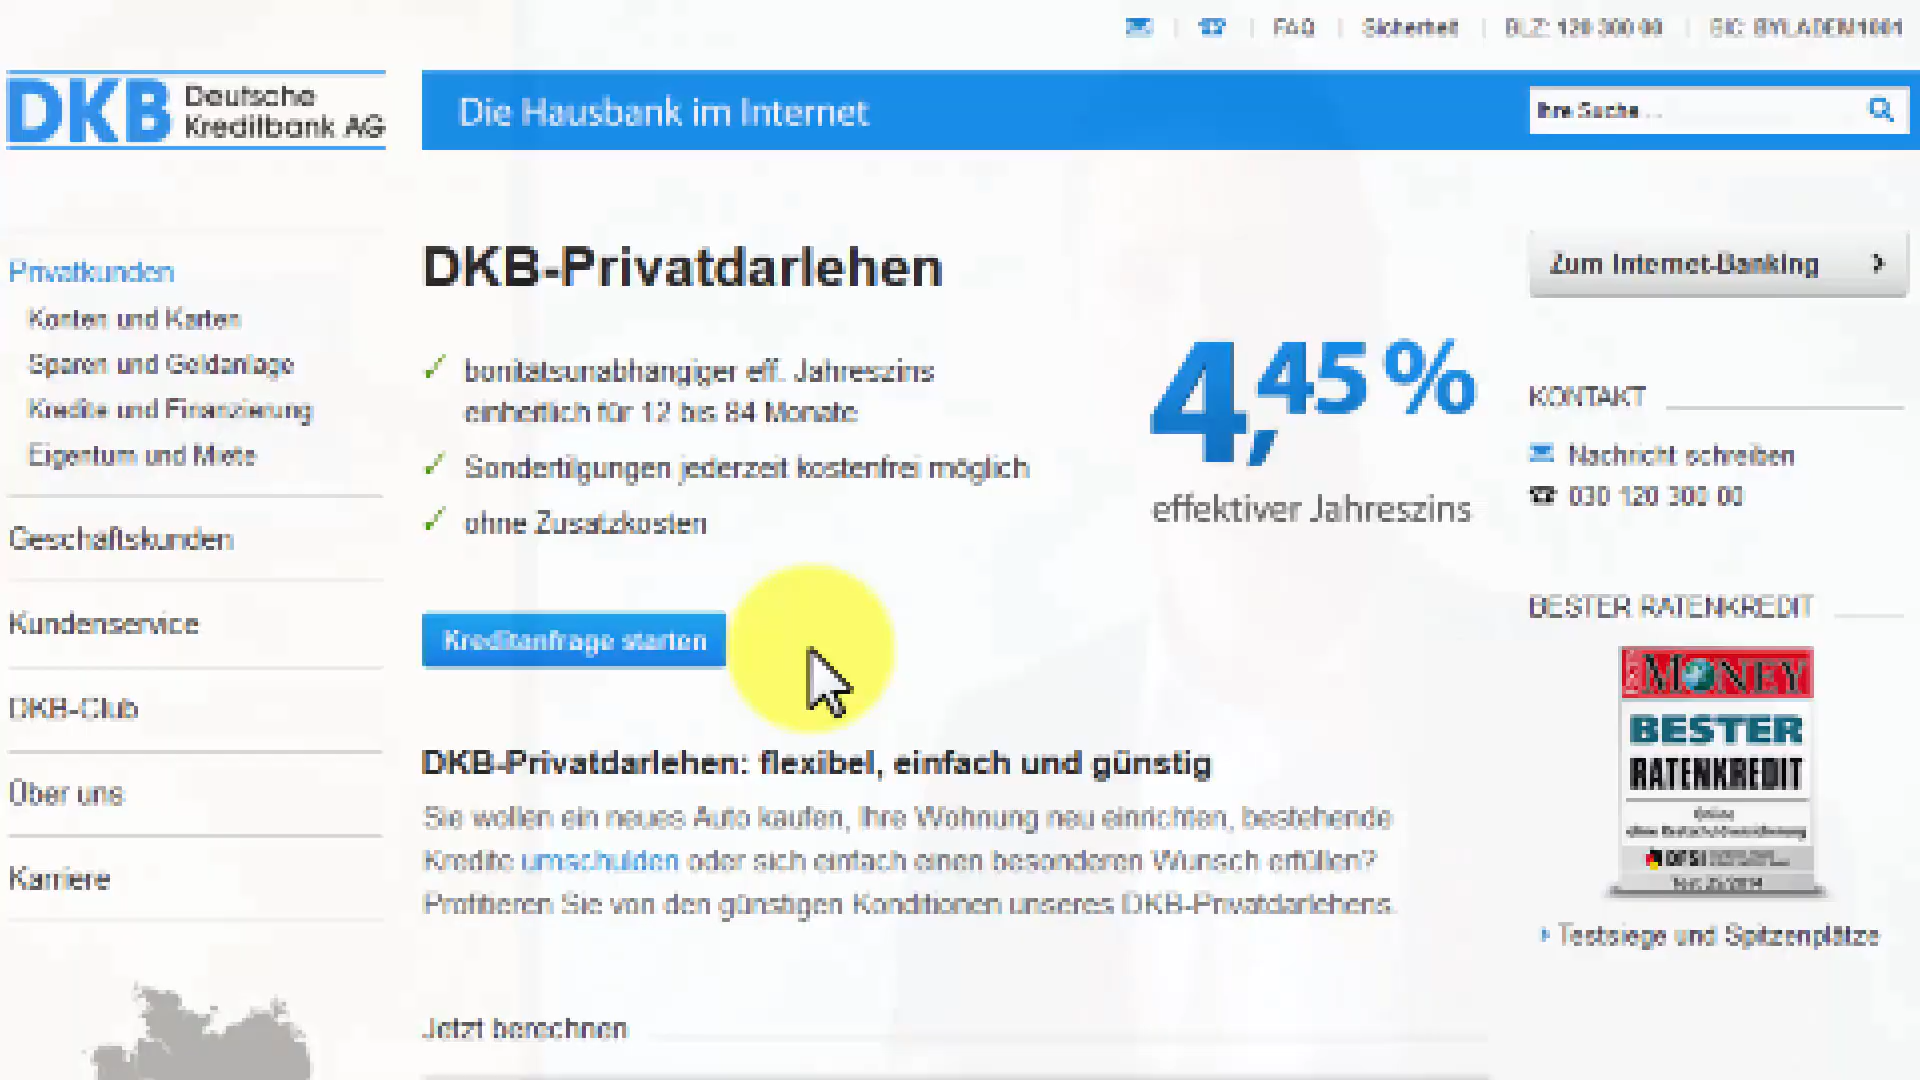 FAQ
Sicherheit
BLZ: 120 300 00
BIC: BYLADEM1001
DKB Deutsche
Kreditbank AG
Die Hausbank im Internet
Ihre Suche ...
Privatkunden
Konten und Karten
Sparen und Geldanlage
Kredite und Finanzierung
Eigentum und Miete
Geschäftskunden
Kundenservice
DKB-Club
Über uns
Karriere
DKB-Privatdarlehen
bonitätsunabhängiger eff. Jahreszins
einheitlich für 12 bis 84 Monate
Sondertilgungen jederzeit kostenfrei möglich
ohne Zusatzkosten
4,45 %
effektiver Jahreszins
Kreditanfrage starten
DKB-Privatdarlehen: flexibel, einfach und günstig
Sie wollen ein neues Auto kaufen, Ihre Wohnung neu einrichten, bestehende
Kredite umschulden oder sich einfach einen besonderen Wunsch erfüllen?
Profitieren Sie von den günstigen Konditionen unseres DKB-Privatdarlehens.
Jetzt berechnen
Zum Internet-Banking
KONTAKT
Nachricht schreiben
030 120 300 00
BESTER RATENKREDIT
MONEY
BESTER
RATENKREDIT
Online
DFSI
Testsiege und Spitzenplätze